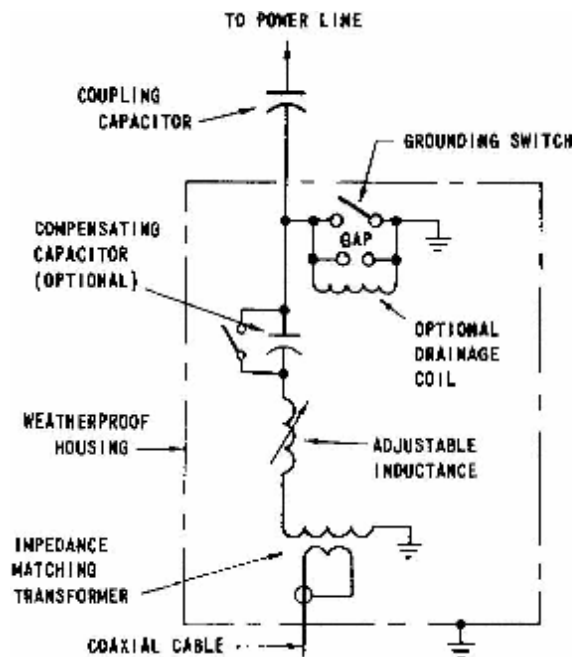 TO POWER LINE
COUPLING
CAPACITOR
GROUNDING SWITCH
COMPENSATING
CAPACITOR
(OPTIONAL)
GAP
OPTIONAL
DRAINAGE
COIL
WEATHERPROOF
HOUSING
ADJUSTABLE
INDUCTANCE
IMPEDANCE
MATCHING
TRANSFORMER
COAXIAL CABLE